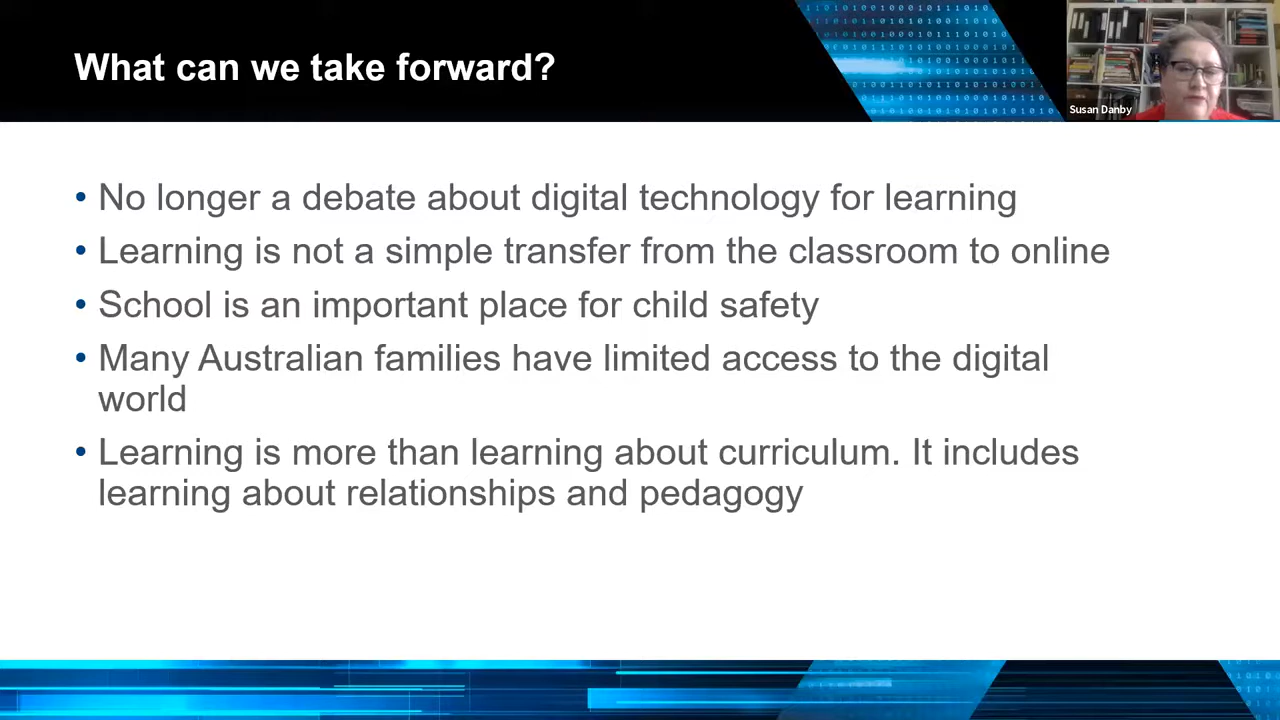 What can we take forward?
Susan Danby
• No longer a debate about digital technology for learning
• Learning is not a simple transfer from the classroom to online
• School is an important place for child safety
• Many Australian families have limited access to the digital
world
• Learning is more than learning about curriculum. It includes
learning about relationships and pedagogy